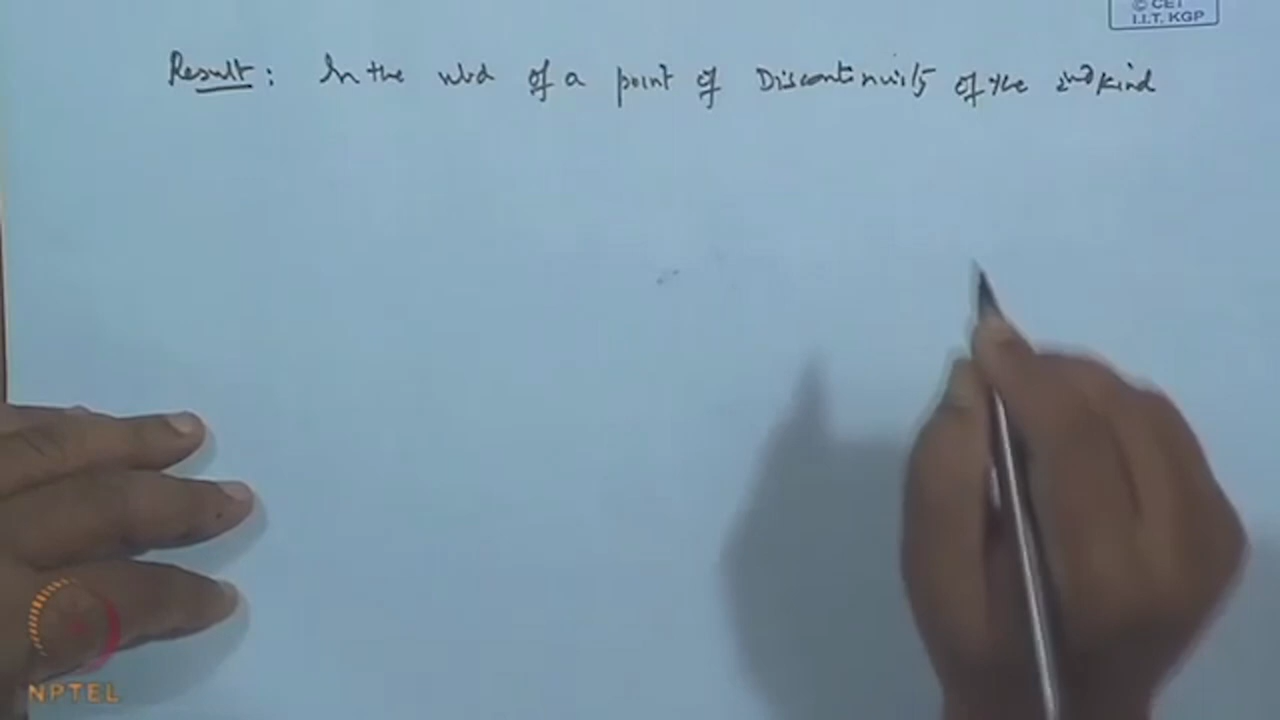 © CET
I.I.T. KGP
Result: In the nbd of a point of Discontinuity of the 2nd kind
NPTEL